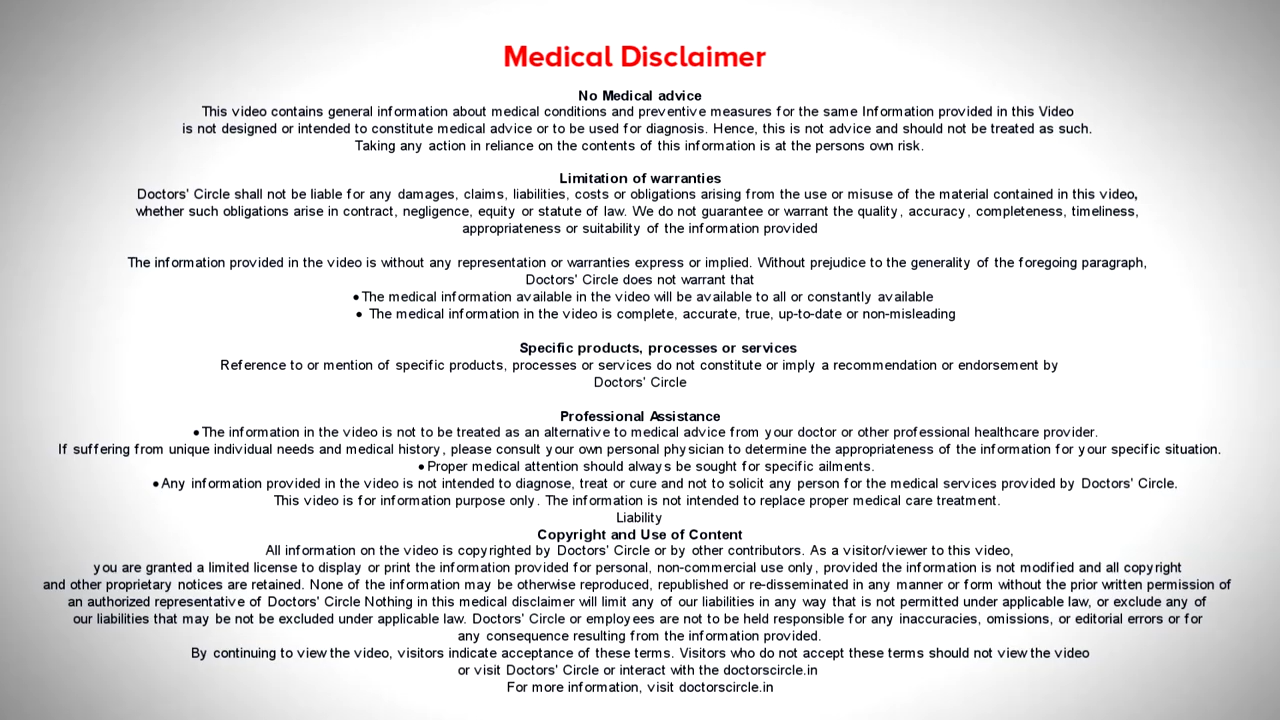 Medical Disclaimer
No Medical advice
This video contains general information about medical conditions and preventive measures for the same Information provided in this Video
is not designed or intended to constitute medical advice or to be used for diagnosis. Hence, this is not advice and should not be treated as such.
Taking any action in reliance on the contents of this information is at the persons own risk.
Limitation of warranties
Doctors' Circle shall not be liable for any damages, claims, liabilities, costs or obligations arising from the use or misuse of the material contained in this video,
whether such obligations arise in contract, negligence, equity or statute of law. We do not guarantee or warrant the quality, accuracy, completeness, timeliness,
appropriateness or suitability of the information provided
The information provided in the video is without any representation or warranties express or implied. Without prejudice to the generality of the foregoing paragraph,
Doctors' Circle does not warrant that
• The medical information available in the video will be available to all or constantly available
• The medical information in the video is complete, accurate, true, up-to-date or non-misleading
Specific products, processes or services
Reference to or mention of specific products, processes or services do not constitute or imply a recommendation or endorsement by
Doctors' Circle
Professional Assistance
• The information in the video is not to be treated as an alternative to medical advice from your doctor or other professional healthcare provider.
If suffering from unique individual needs and medical history, please consult your own personal physician to determine the appropriateness of the information for your specific situation.
• Proper medical attention should always be sought for specific ailments.
• Any information provided in the video is not intended to diagnose, treat or cure and not to solicit any person for the medical services provided by Doctors' Circle.
This video is for information purpose only. The information is not intended to replace proper medical care treatment.
Liability
Copyright and Use of Content
All information on the video is copyrighted by Doctors' Circle or by other contributors. As a visitor/viewer to this video,
you are granted a limited license to display or print the information provided for personal, non-commercial use only, provided the information is not modified and all copyright
and other proprietary notices are retained. None of the information may be otherwise reproduced, republished or re-disseminated in any manner or form without the prior written permission of
an authorized representative of Doctors' Circle Nothing in this medical disclaimer will limit any of our liabilities in any way that is not permitted under applicable law, or exclude any of
our liabilities that may be not be excluded under applicable law. Doctors' Circle or employees are not to be held responsible for any inaccuracies, omissions, or editorial errors or for
any consequence resulting from the information provided.
By continuing to view the video, visitors indicate acceptance of these terms. Visitors who do not accept these terms should not view the video
or visit Doctors' Circle or interact with the doctorscircle.in
For more information, visit doctorscircle.in